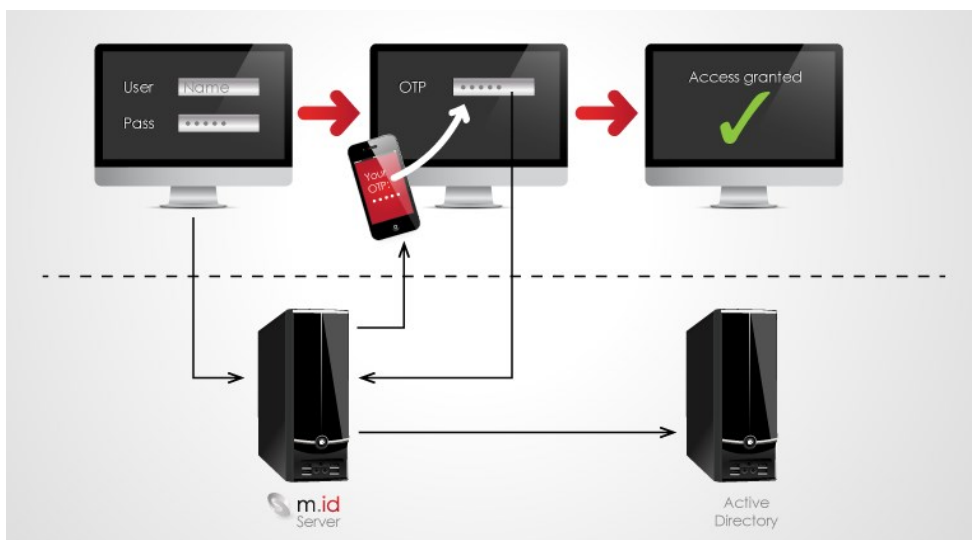 User Name
Pass
OTP
Access granted
Your
OTP:
m.id
Server
Active
Directory